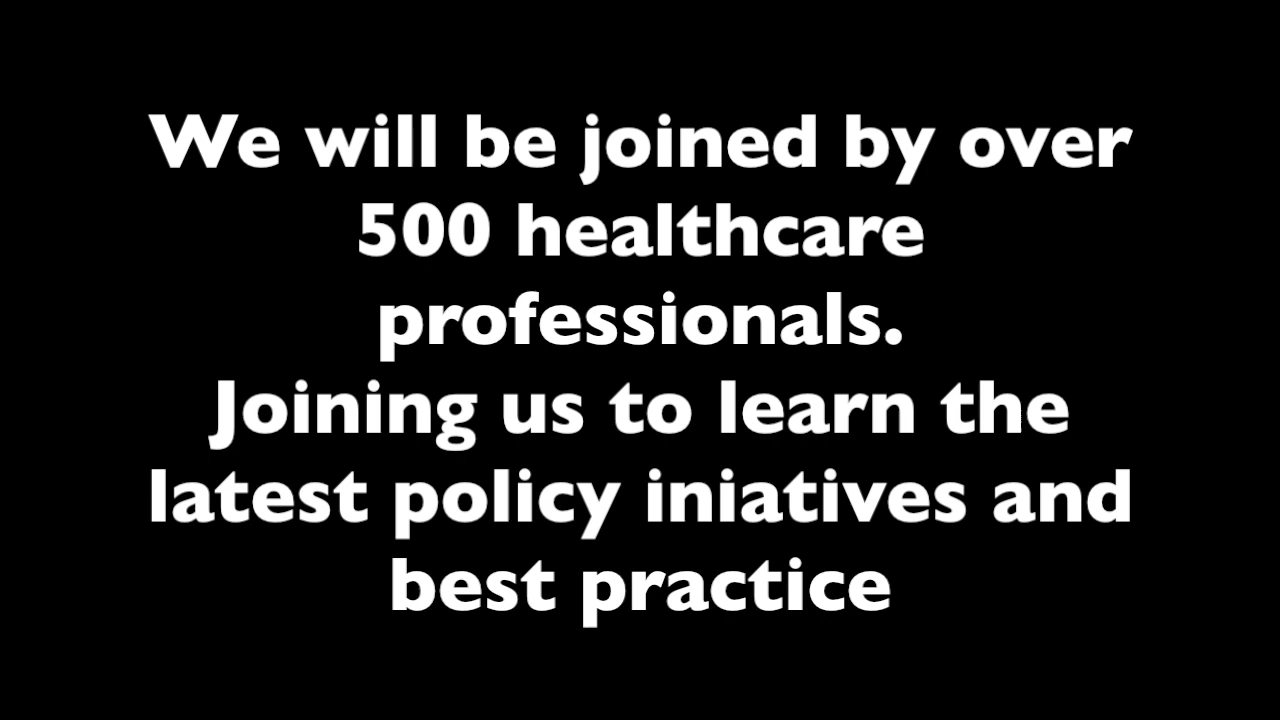 We will be joined by over
500 healthcare
professionals.
Joining us to learn the
latest policy iniatives and
best practice